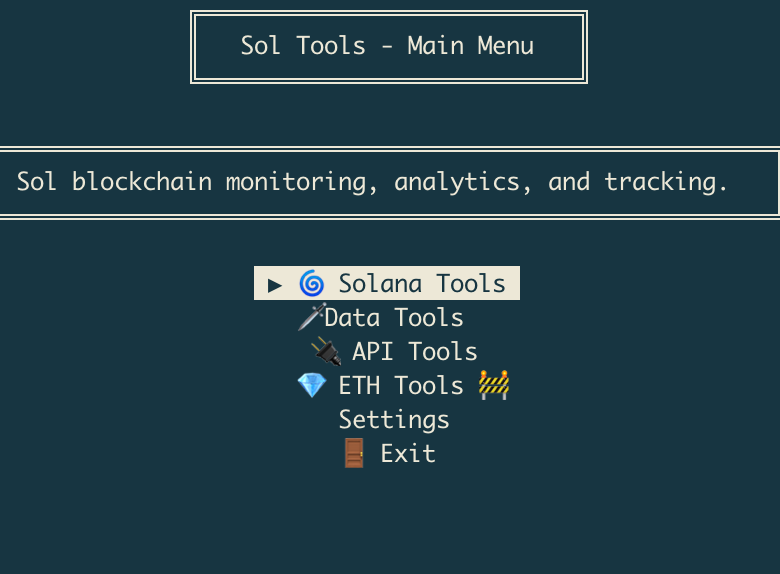 Sol Tools - Main Menu
Sol blockchain monitoring, analytics, and tracking.
▶ 🌀 Solana Tools
🗡Data Tools
🔌 API Tools
💎 ETH Tools 🚧
Settings
🚪 Exit